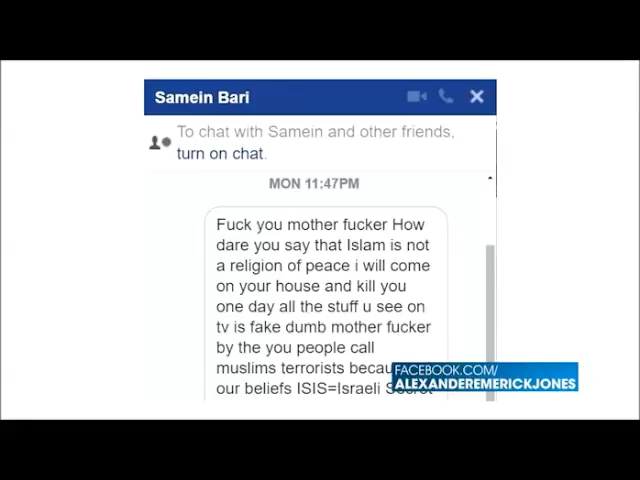 Samein Bari
To chat with Samein and other friends,
turn on chat.
MON 11:47PM
Fuck you mother fucker How
dare you say that Islam is not
a religion of peace i will come
on your house and kill you
one day all the stuff u see on
tv is fake dumb mother fucker
by the you people call
muslims terrorists
our beliefs ISIS=Israeli
FACEBOOK.COM/
ALEXANDEREMERICKJONES